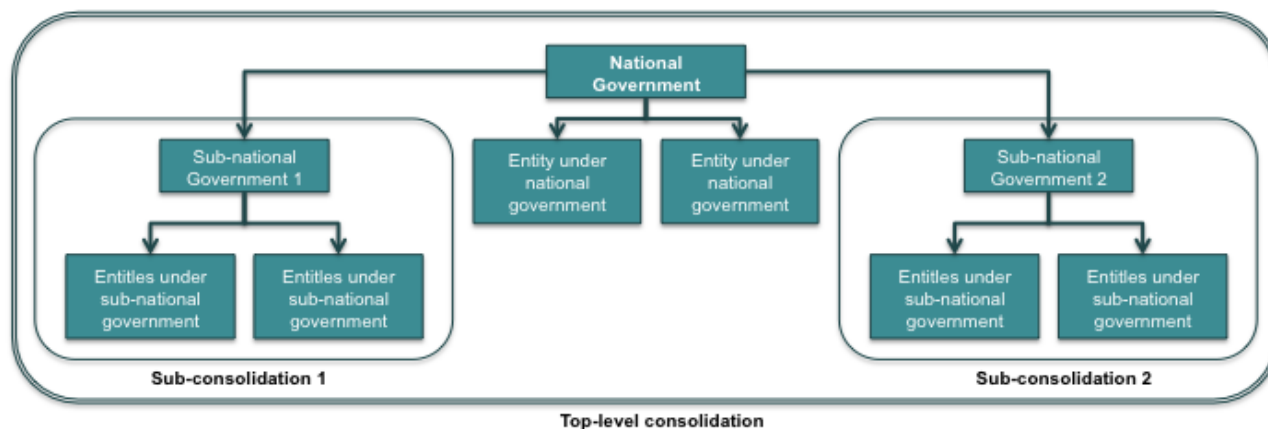 National
Government
Sub-national
Government 1
Entity under
national
government
Entity under
national
government
Sub-national
Government 2
Entitles under
sub-national
government
Entitles under
sub-national
government
Entitles under
sub-national
government
Entitles under
sub-national
government
Sub-consolidation 1
Sub-consolidation 2
Top-level consolidation